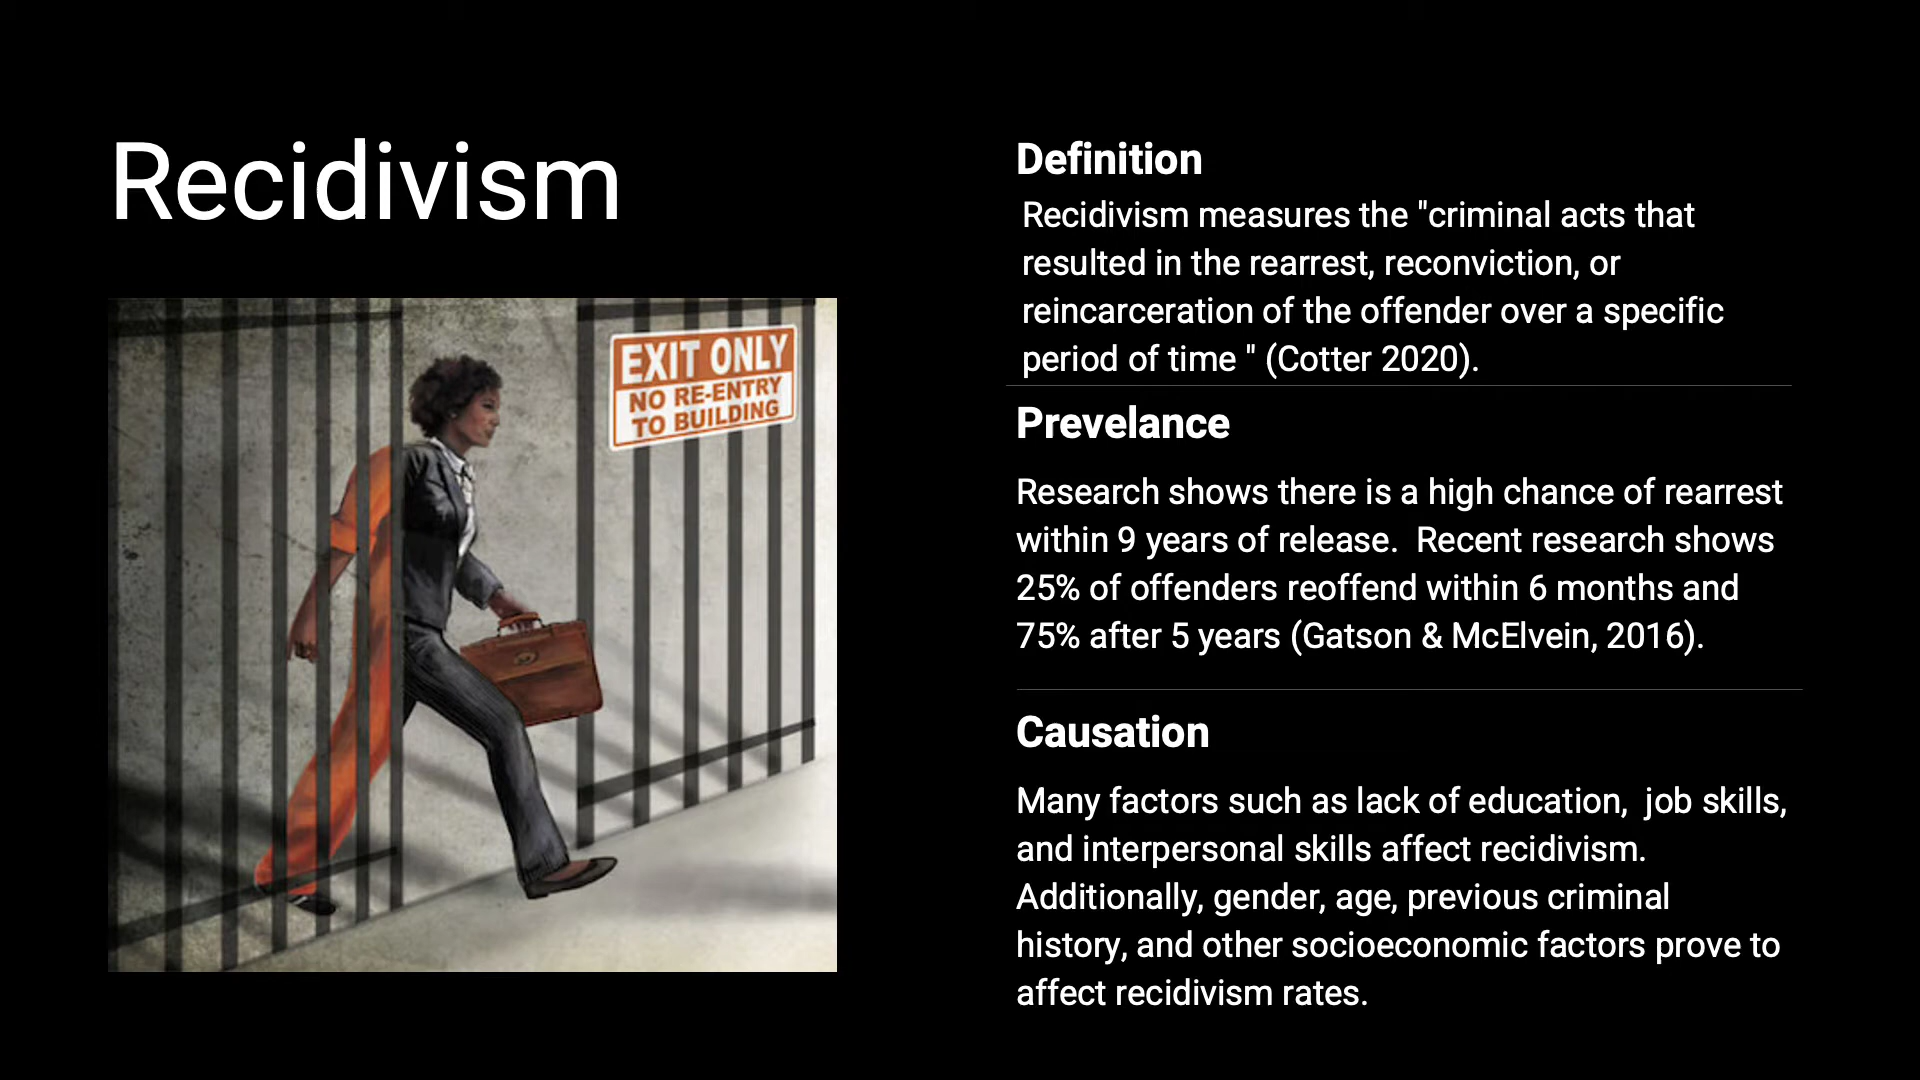 Recidivism
EXIT ONLY
NO RE-ENTRY
TO BUILDING
Definition
Recidivism measures the "criminal acts that
resulted in the rearrest, reconviction, or
reincarceration of the offender over a specific
period of time " (Cotter 2020).
Prevelance
Research shows there is a high chance of rearrest
within 9 years of release.  Recent research shows
25% of offenders reoffend within 6 months and
75% after 5 years (Gatson & McElvein, 2016).
Causation
Many factors such as lack of education,  job skills,
and interpersonal skills affect recidivism.
Additionally, gender, age, previous criminal
history, and other socioeconomic factors prove to
affect recidivism rates.